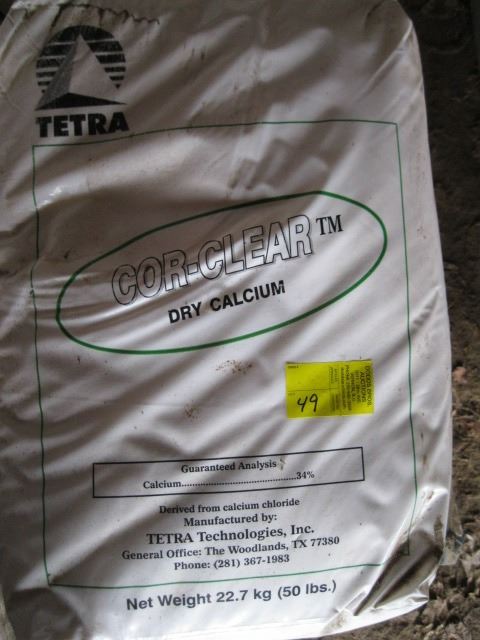 TETRA
COR-CLEAR™
DRY CALCIUM
49
Guaranteed Analysis
Calcium..........................................34%
Derived from calcium chloride
Manufactured by:
TETRA Technologies, Inc.
General Office: The Woodlands, TX 77380
Phone: (281) 367-1983
Net Weight 22.7 kg (50 lbs.)